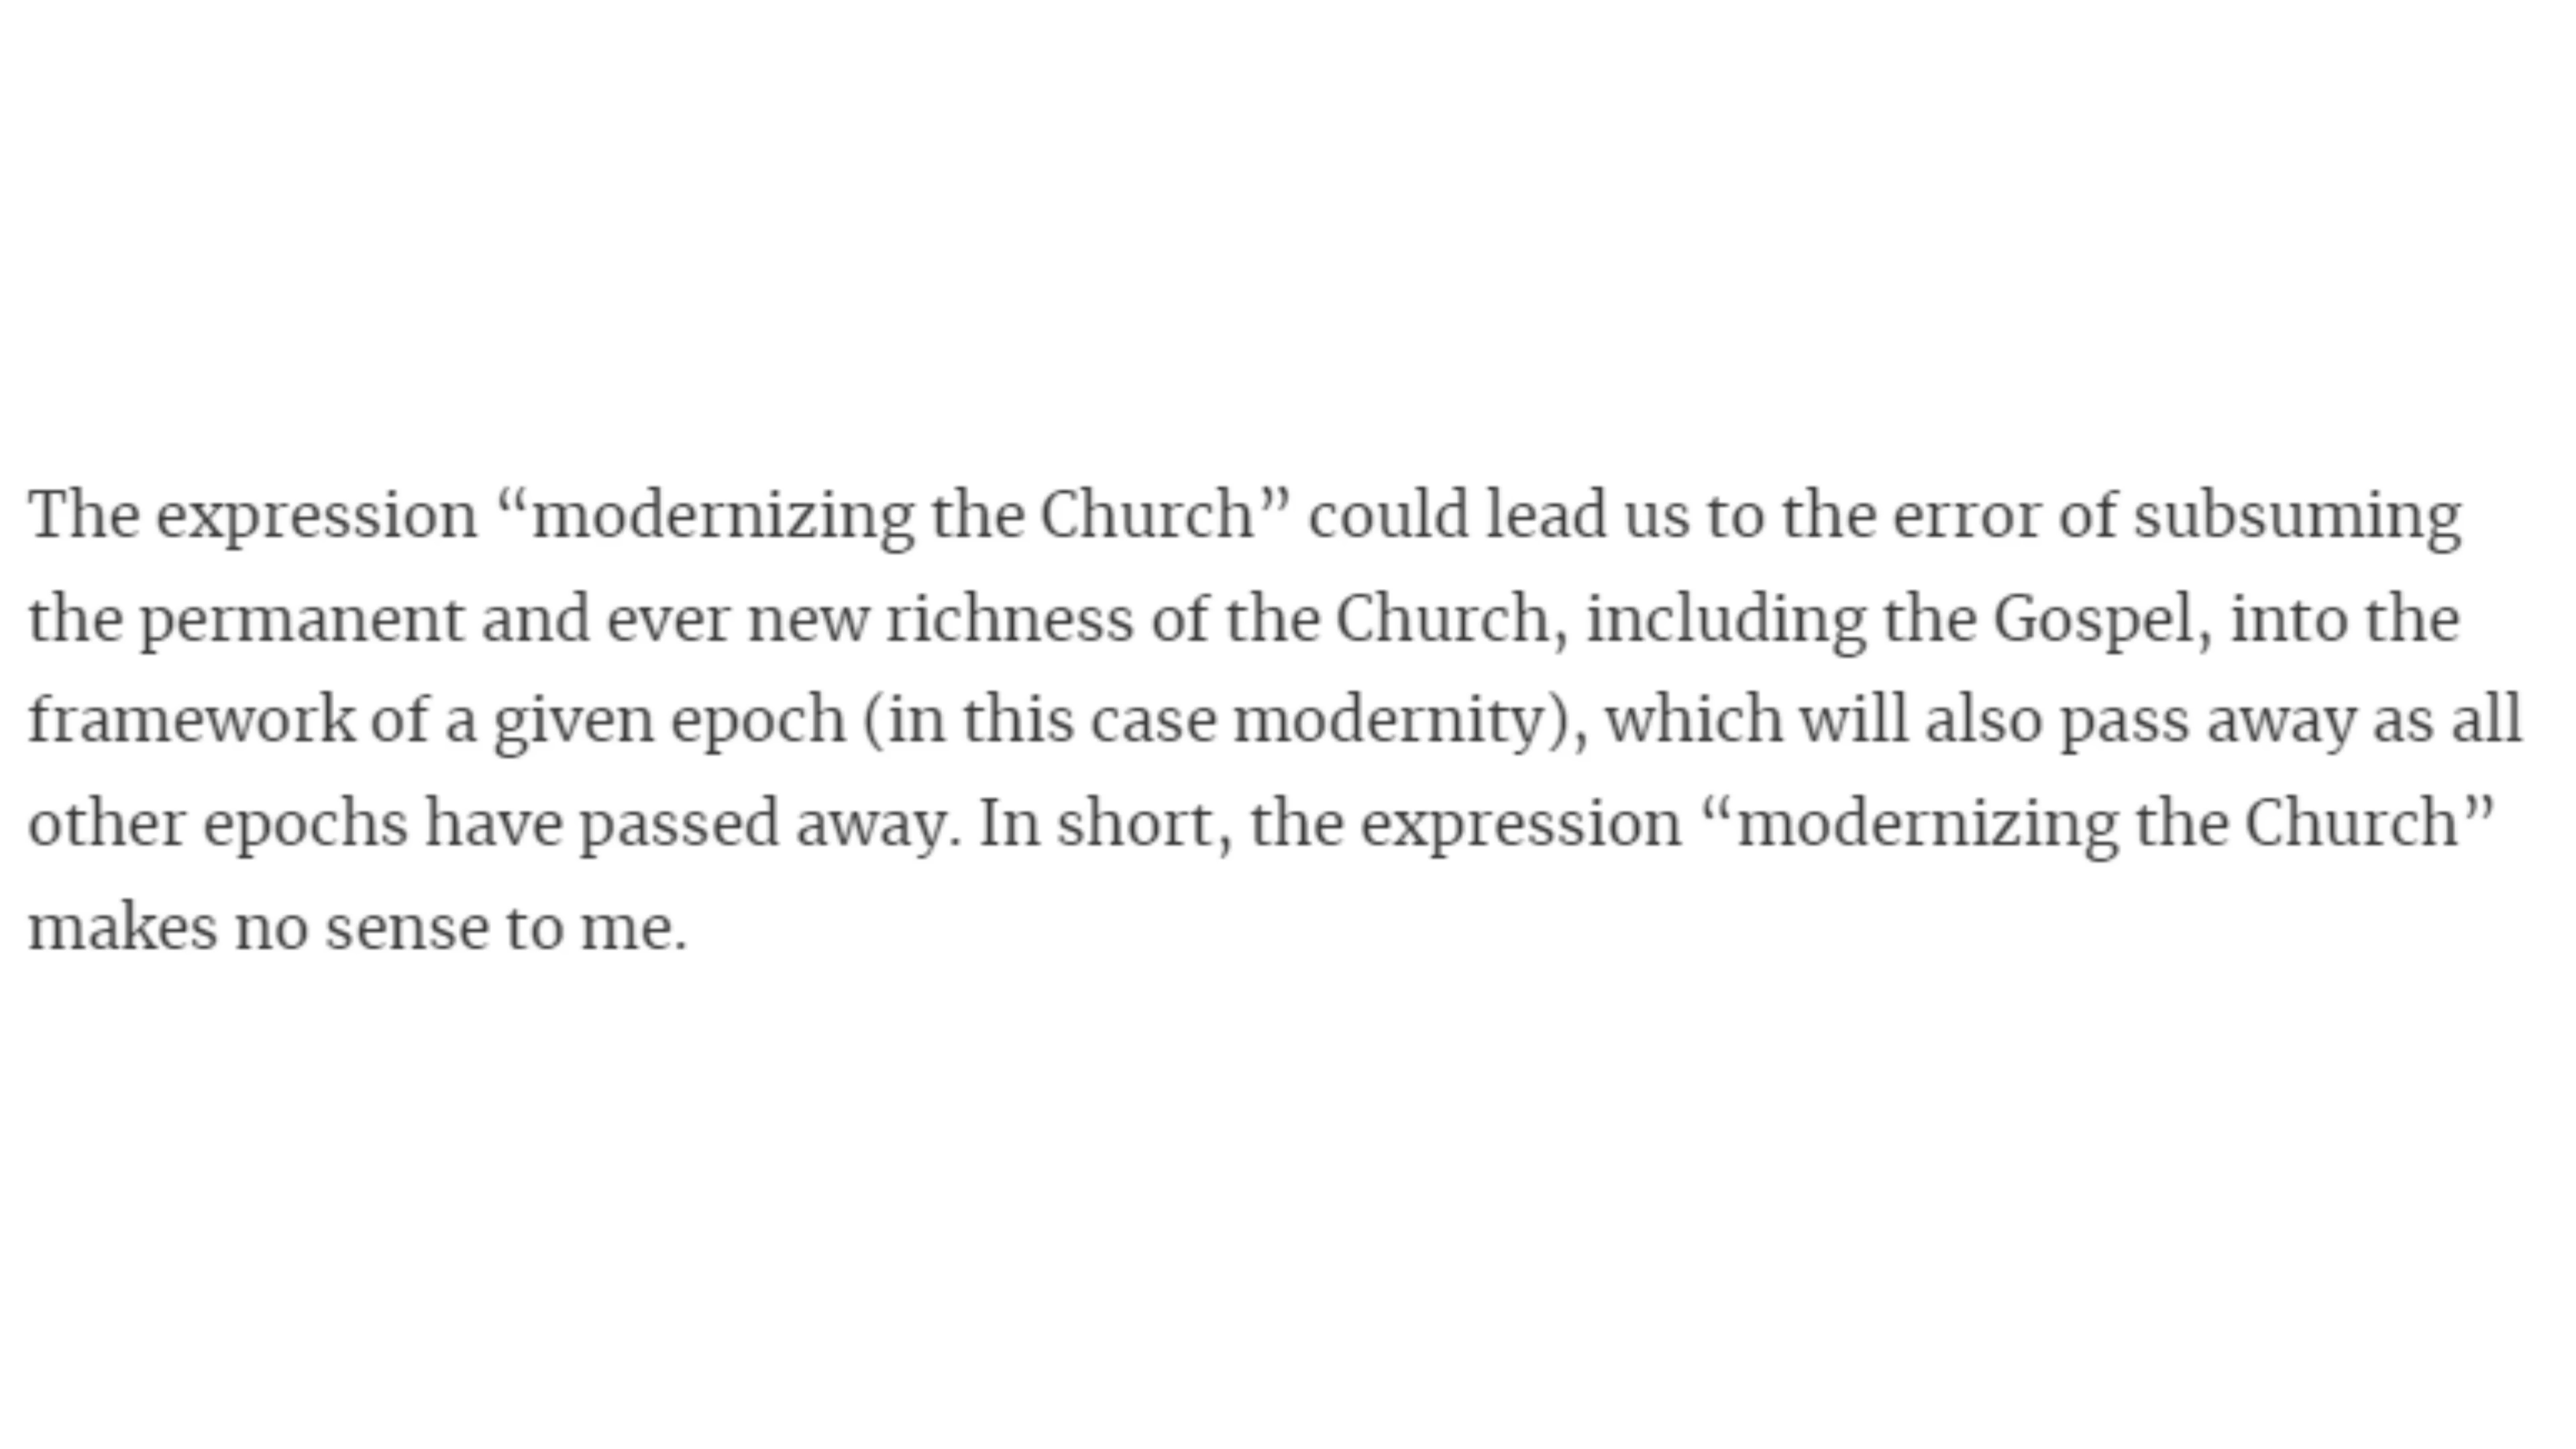 The expression “modernizing the Church” could lead us to the error of subsuming
the permanent and ever new richness of the Church, including the Gospel, into the
framework of a given epoch (in this case modernity), which will also pass away as all
other epochs have passed away. In short, the expression “modernizing the Church”
makes no sense to me.